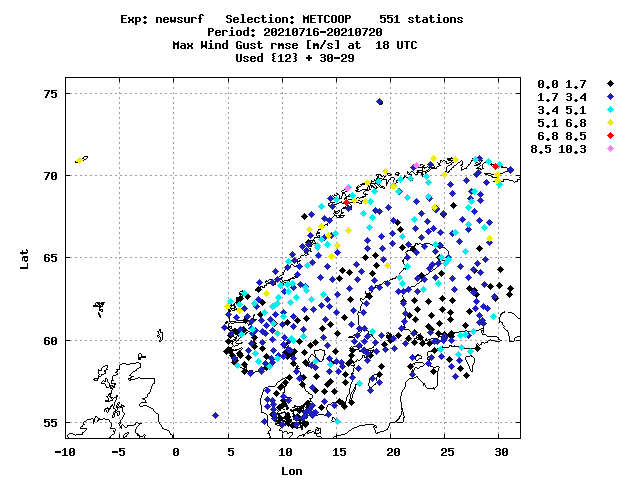 Exp: newsurf   Selection: METCOOP    551 stations
Period: 20210716-20210720
Max Wind Gust rmse [m/s] at  18 UTC
Used {12} + 30-29
0.0 1.7
1.7 3.4
3.4 5.1
5.1 6.8
6.8 8.5
8.5 10.3
75
70
65
60
55
Lat
-10 -5 0 5 10 15 20 25 30
Lon